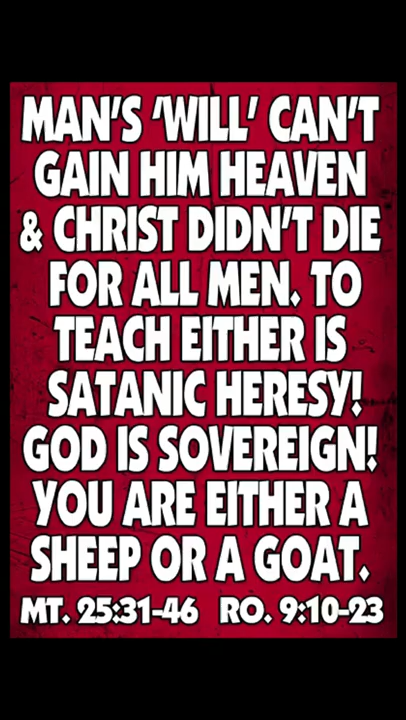 MAN'S 'WILL' CAN'T
GAIN HIM HEAVEN
& CHRIST DIDN'T DIE
FOR ALL MEN. TO
TEACH EITHER IS
SATANIC HERESY!
GOD IS SOVEREIGN!
YOU ARE EITHER A
SHEEP OR A GOAT.
MT. 25:31-46 RO. 9:10-23